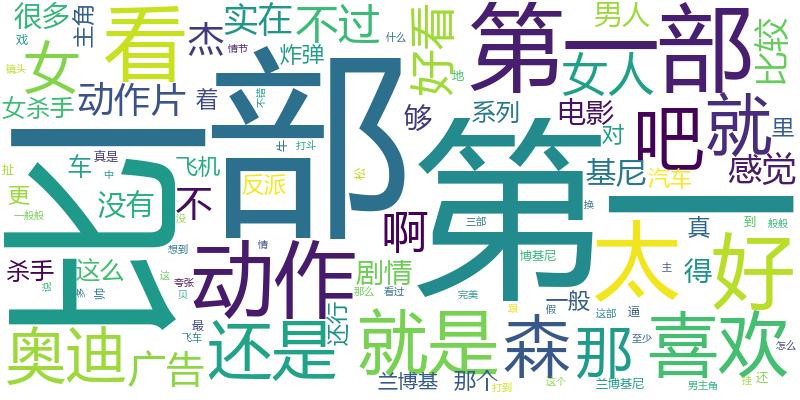 很多
主角
看
杰
实在
不过
好看
男人
比较
第一部
戏
情节
什么
女
炸弹
女人
镜头
地
女杀手
动作片
着
不错
部
够
系列
电影
就
吧
里
打斗
对
扯
车
真是
飞机
反派
基尼
汽车
感觉
更
没有
中
不
第一
一般般
没
啊
三部
换
真
到
般般
动作
太
好
想到
情
博基尼
杀手
这么
这
剧情
得
主
夸张
贝
那么
看过
完美
一般
奥迪
广告
还是
最
飞车
还行
就是
跟
森
假
这部
逼
那
至少
喜欢
怎么
兰博基
那个
打到
这个
兰博基尼
男主角
挂
还